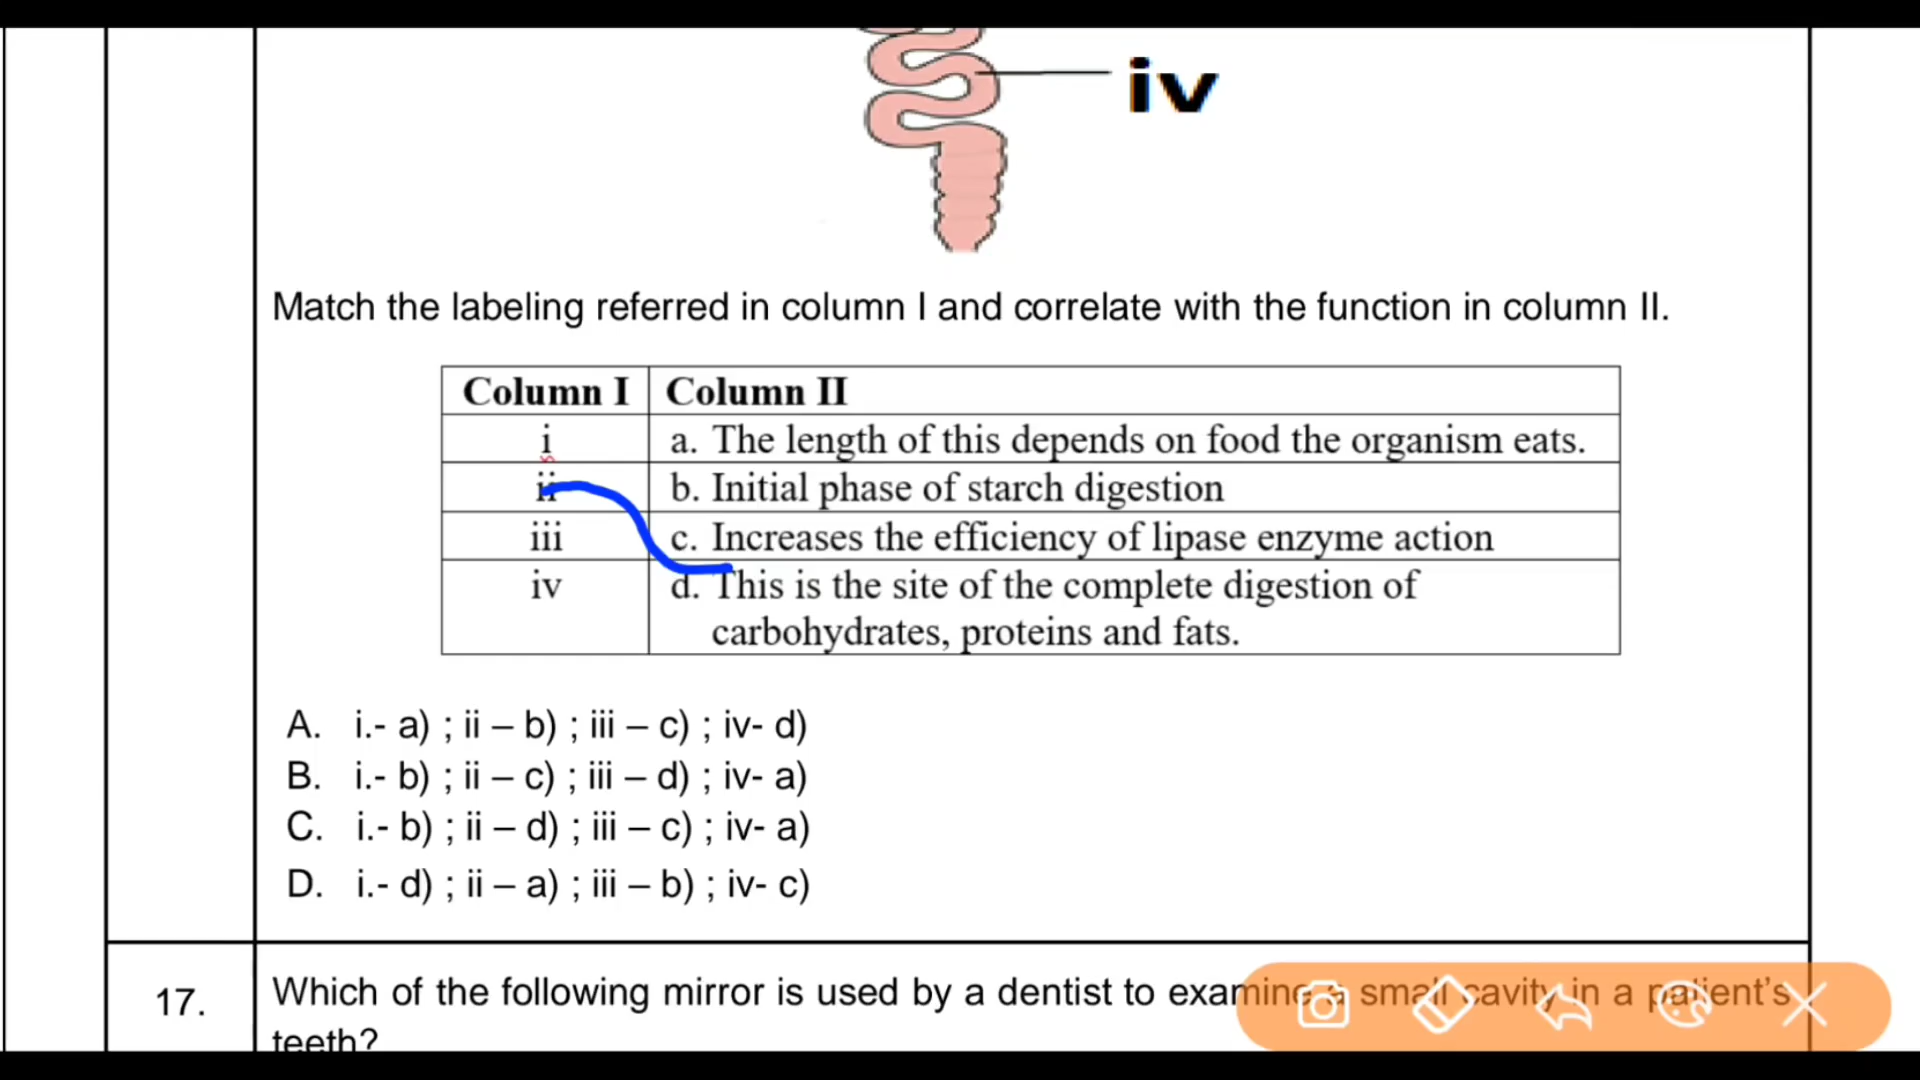 iv
Match the labeling referred in column I and correlate with the function in column II.
Column I Column II
i a. The length of this depends on food the organism eats.
ii b. Initial phase of starch digestion
iii c. Increases the efficiency of lipase enzyme action
iv d. This is the site of the complete digestion of
carbohydrates, proteins and fats.
A. i.- a) ; ii – b) ; iii – c) ; iv- d)
B. i.- b) ; ii – c) ; iii – d) ; iv- a)
C. i.- b) ; ii – d) ; iii – c) ; iv- a)
D. i.- d) ; ii – a) ; iii – b) ; iv- c)
17. Which of the following mirror is used by a dentist to examine a small cavity in a patient's
teeth?